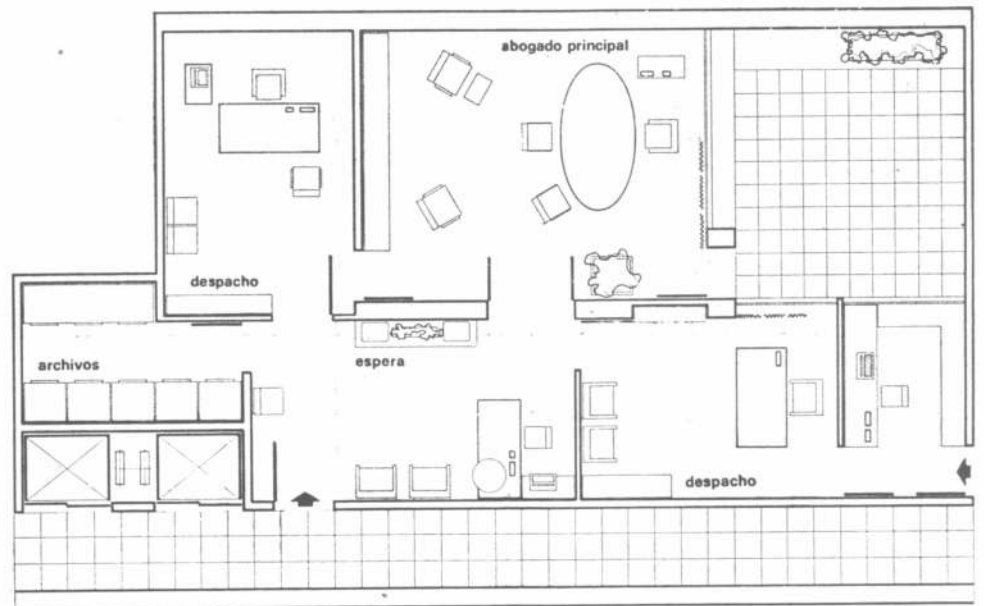 abogado principal
despacho
archivos
espera
despacho